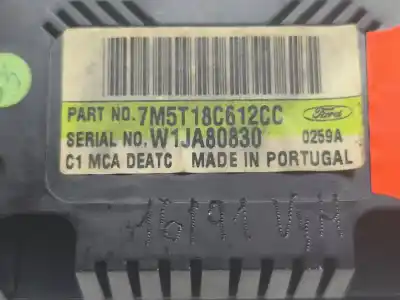 PART NO. 7M5T18C612CC Ford
SERIAL NO. W1JA80830 0259A
C1 MCA DEATC MADE IN PORTUGAL